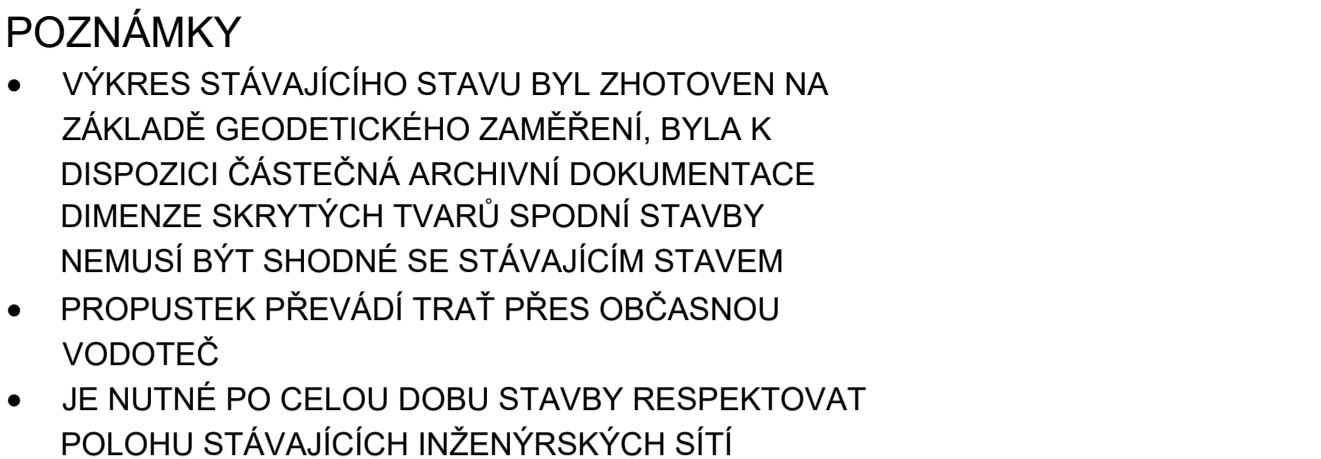 POZNÁMKY
• VÝKRES STÁVAJÍCÍHO STAVU BYL ZHOTOVEN NA
ZÁKLADĚ GEODETICKÉHO ZAMĚŘENÍ, BYLA K
DISPOZICI ČÁSTEČNÁ ARCHIVNÍ DOKUMENTACE
DIMENZE SKRYTÝCH TVARŮ SPODNÍ STAVBY
NEMUSÍ BÝT SHODNÉ SE STÁVAJÍCÍM STAVEM
• PROPUSTEK PŘEVÁDÍ TRAŤ PŘES OBČASNOU
VODOTEČ
• JE NUTNÉ PO CELOU DOBU STAVBY RESPEKTOVAT
POLOHU STÁVAJÍCÍCH INŽENÝRSKÝCH SÍTÍ